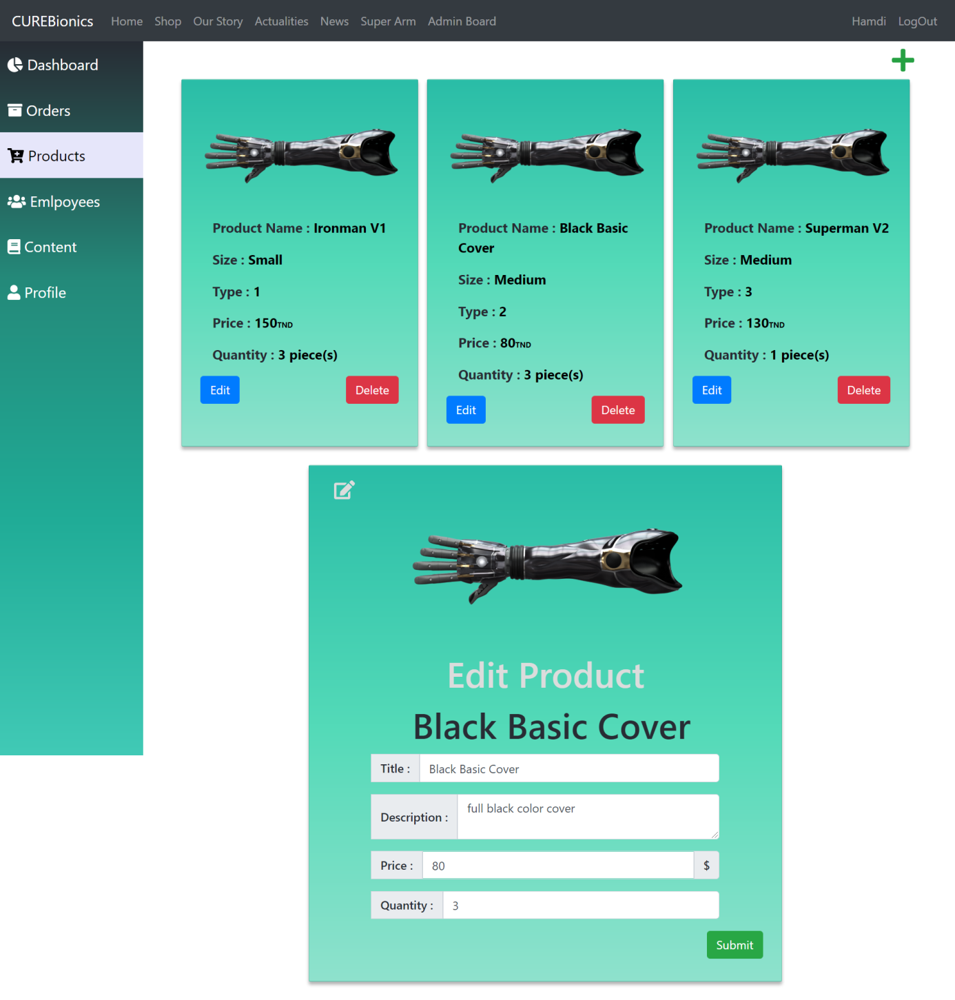 CUREBionics Home Shop Our Story Actualities News Super Arm Admin Board Hamdi LogOut
Dashboard
Orders
Products
Emlpoyees
Content
Profile
Product Name : Ironman V1
Size : Small
Type : 1
Price : 150TND
Quantity : 3 piece(s)
Edit Delete
Product Name : Black Basic
Cover
Size : Medium
Type : 2
Price : 80TND
Quantity : 3 piece(s)
Edit Delete
Product Name : Superman V2
Size : Medium
Type : 3
Price : 130TND
Quantity : 1 piece(s)
Edit Delete
Edit Product
Black Basic Cover
Title : Black Basic Cover
Description : full black color cover
Price : 80 $
Quantity : 3
Submit